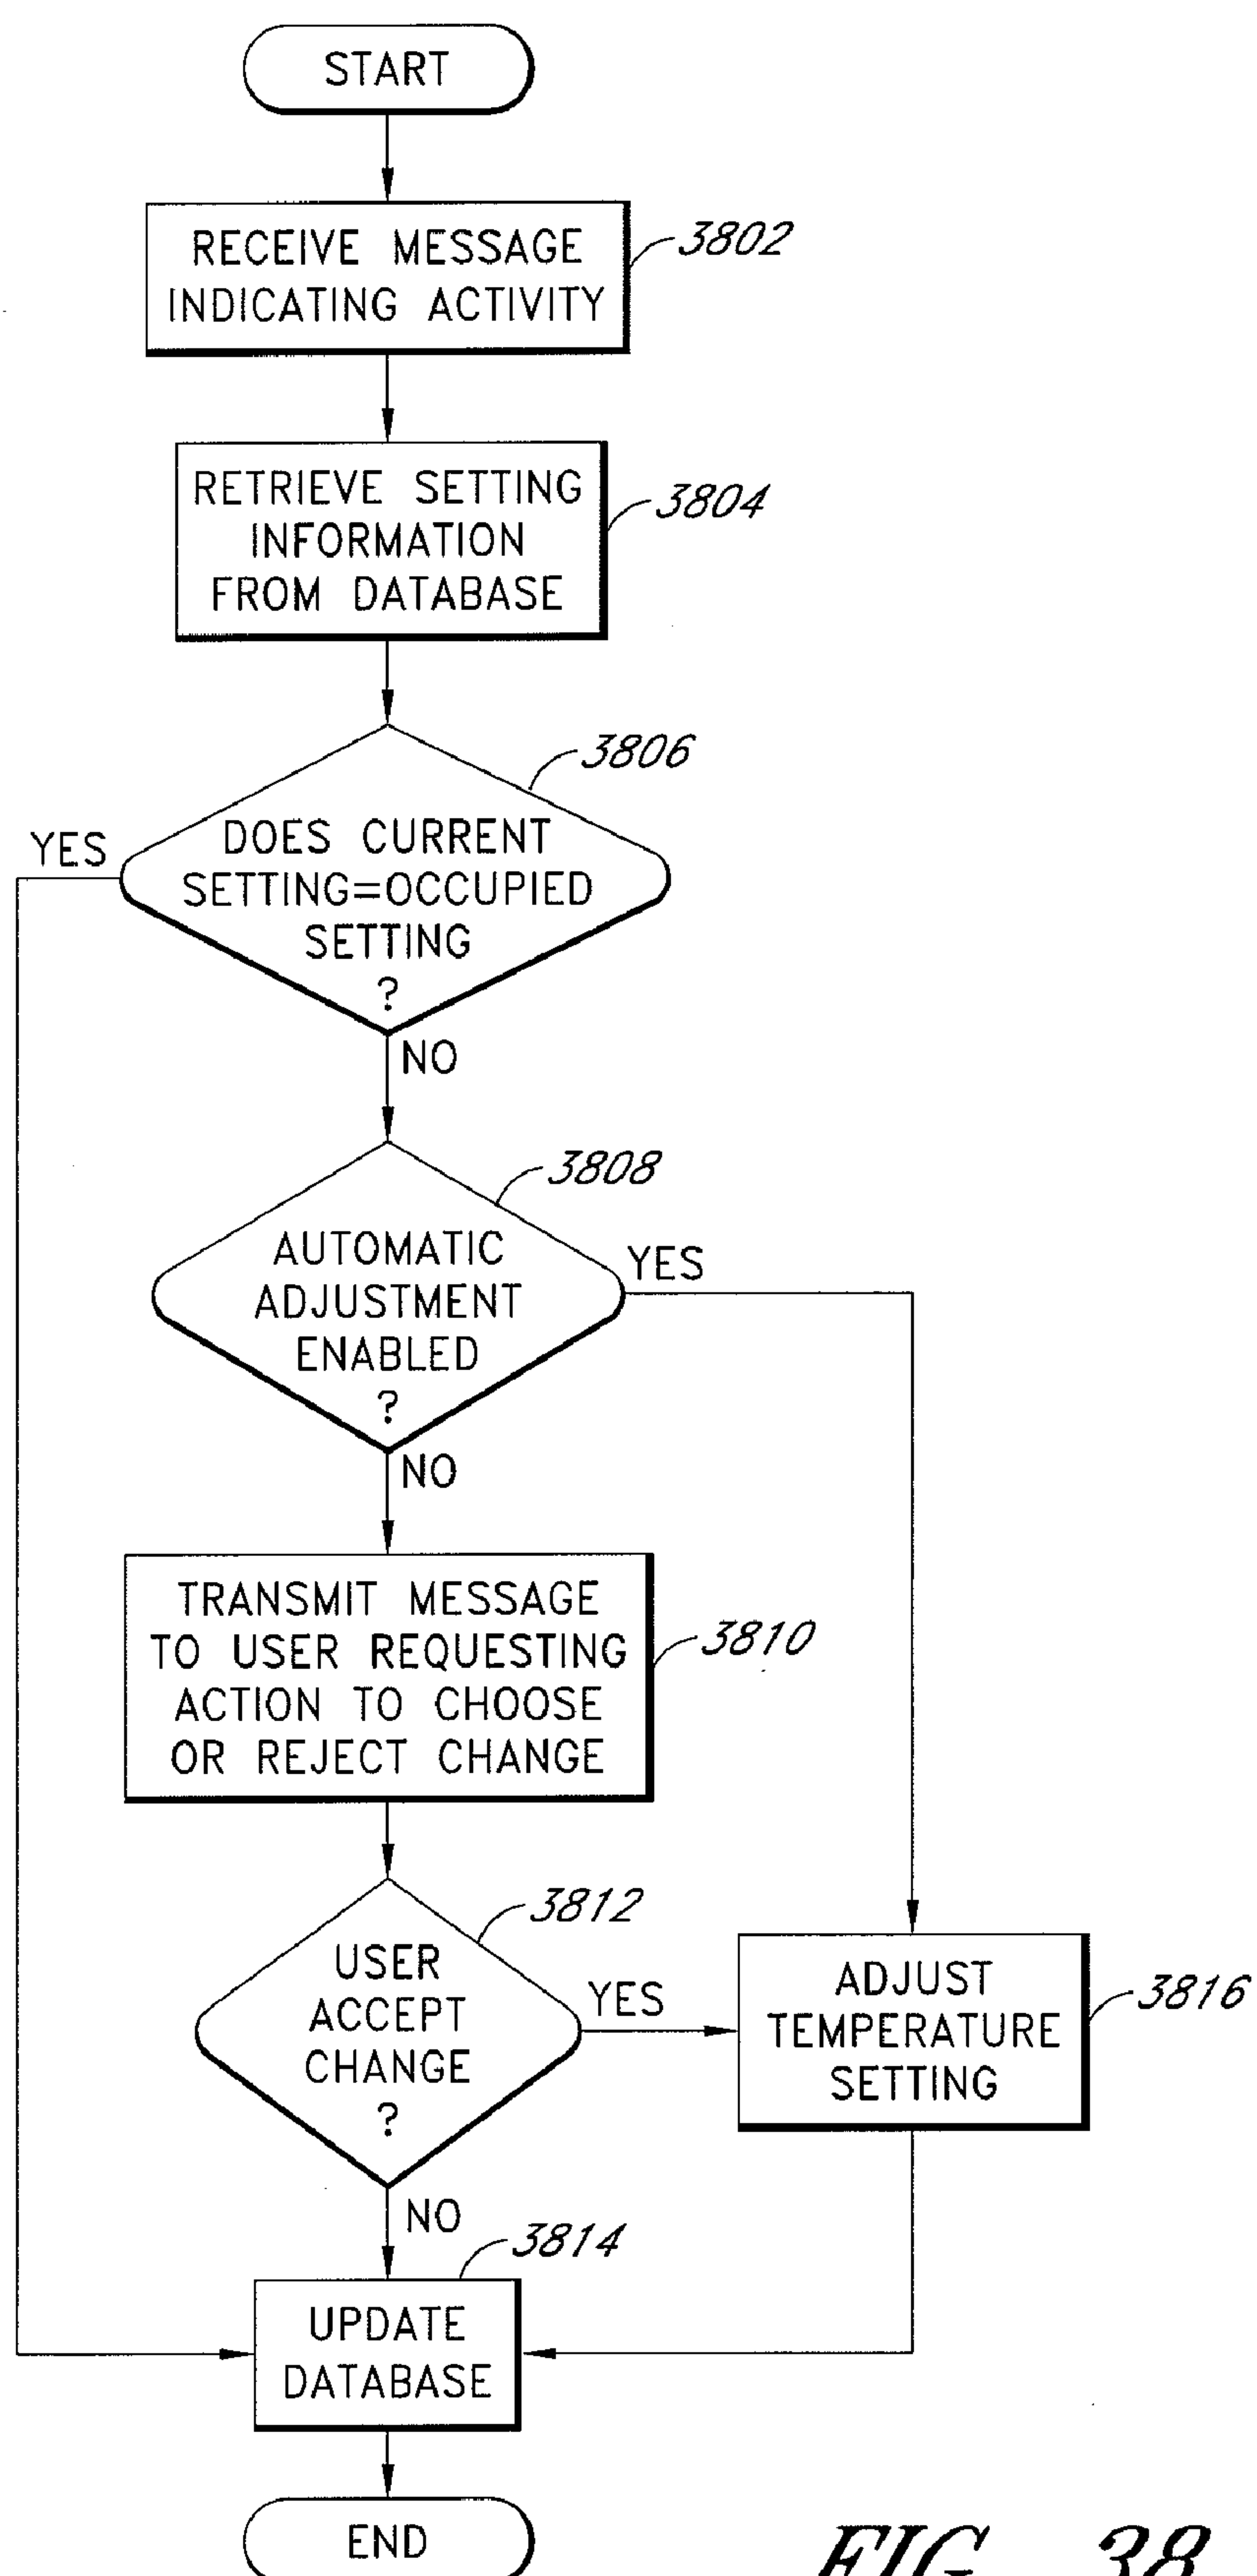 START
RECEIVE MESSAGE
INDICATING ACTIVITY
3802
RETRIEVE SETTING
INFORMATION
FROM DATABASE
3804
3806
YES
DOES CURRENT
SETTING=OCCUPIED
SETTING
?
NO
3808
AUTOMATIC
ADJUSTMENT
ENABLED
?
YES
NO
TRANSMIT MESSAGE
TO USER REQUESTING
ACTION TO CHOOSE
OR REJECT CHANGE
3810
3812
USER
ACCEPT
CHANGE
?
YES
ADJUST
TEMPERATURE
SETTING
3816
NO
3814
UPDATE
DATABASE
END
FIG. 38